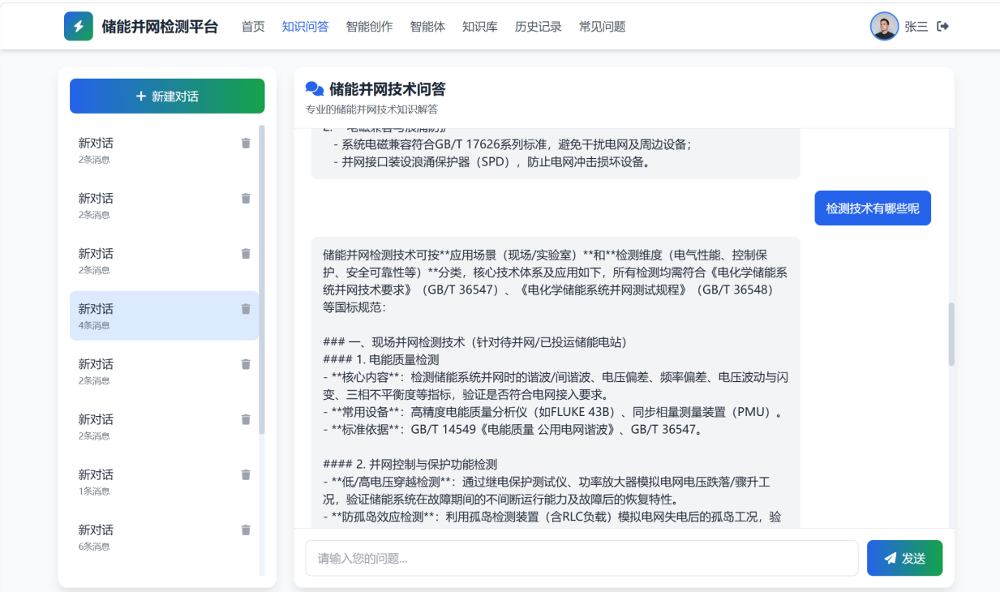 储能并网检测平台
首页
知识问答
智能创作
智能体
知识库
历史记录
常见问题
张三
+ 新建对话
新对话
2条消息
新对话
2条消息
新对话
2条消息
新对话
4条消息
新对话
2条消息
新对话
2条消息
新对话
1条消息
新对话
6条消息
储能并网技术问答
专业的储能并网技术知识解答
- 系统电磁兼容符合GB/T 17626系列标准，避免干扰电网及周边设备；
- 并网接口装设浪涌保护器（SPD），防止电网冲击损坏设备。
检测技术有哪些呢
储能并网检测技术可按**应用场景（现场/实验室）**和**检测维度（电气性能、控制保
护、安全可靠性等）**分类，核心技术体系及应用如下，所有检测均需符合《电化学储能系
统并网技术要求》（GB/T 36547）、《电化学储能系统并网测试规程》（GB/T 36548）
等国标规范：
### 一、现场并网检测技术（针对待并网/已投运储能电站）
#### 1. 电能质量检测
- **核心内容**：检测储能系统并网时的谐波/间谐波、电压偏差、频率偏差、电压波动与闪
变、三相不平衡度等指标，验证是否符合电网接入要求。
- **常用设备**：高精度电能质量分析仪（如FLUKE 43B）、同步相量测量装置（PMU）。
- **标准依据**：GB/T 14549《电能质量 公用电网谐波》、GB/T 36547。
#### 2. 并网控制与保护功能检测
- **低/高电压穿越检测**：通过继电保护测试仪、功率放大器模拟电网电压跌落/骤升工
况，验证储能系统在故障期间的不间断运行能力及故障后的恢复特性。
- **防孤岛效应检测**：利用孤岛检测装置（含RLC负载）模拟电网失电后的孤岛工况，验
请输入您的问题...
发送